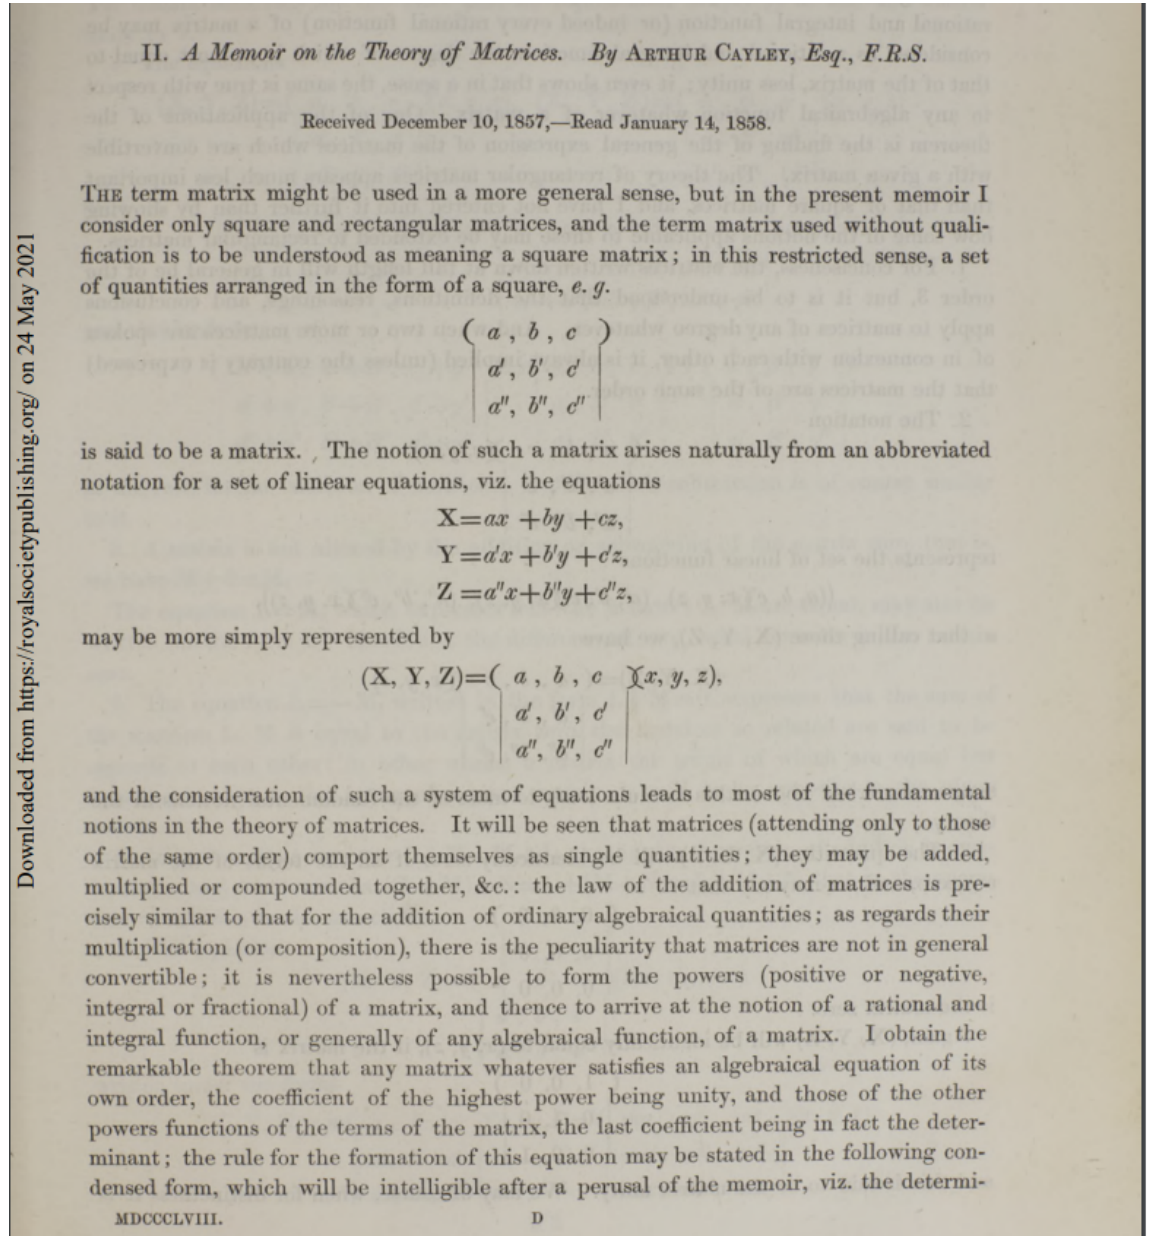 II. A Memoir on the Theory of Matrices. By ARTHUR CAYLEY, Esq., F.R.S.
Received December 10, 1857,—Read January 14, 1858.
THE term matrix might be used in a more general sense, but in the present memoir I
consider only square and rectangular matrices, and the term matrix used without quali-
fication is to be understood as meaning a square matrix; in this restricted sense, a set
of quantities arranged in the form of a square, e. g.
( a , b , c )
| a', b', c' |
| a'', b'', c'' |
is said to be a matrix. The notion of such a matrix arises naturally from an abbreviated
notation for a set of linear equations, viz. the equations
X=ax +by +cz,
Y=a'x +b'y +c'z,
Z =a''x+b''y+c''z,
may be more simply represented by
(X, Y, Z)=( a , b , c )(x, y, z),
| a', b', c' |
| a'', b'', c'' |
and the consideration of such a system of equations leads to most of the fundamental
notions in the theory of matrices. It will be seen that matrices (attending only to those
of the same order) comport themselves as single quantities; they may be added,
multiplied or compounded together, &c.: the law of the addition of matrices is pre-
cisely similar to that for the addition of ordinary algebraical quantities; as regards their
multiplication (or composition), there is the peculiarity that matrices are not in general
convertible; it is nevertheless possible to form the powers (positive or negative,
integral or fractional) of a matrix, and thence to arrive at the notion of a rational and
integral function, or generally of any algebraical function, of a matrix. I obtain the
remarkable theorem that any matrix whatever satisfies an algebraical equation of its
own order, the coefficient of the highest power being unity, and those of the other
powers functions of the terms of the matrix, the last coefficient being in fact the deter-
minant; the rule for the formation of this equation may be stated in the following con-
densed form, which will be intelligible after a perusal of the memoir, viz. the determi-
MDCCCLVIII. D
Downloaded from https://royalsocietypublishing.org/ on 24 May 2021